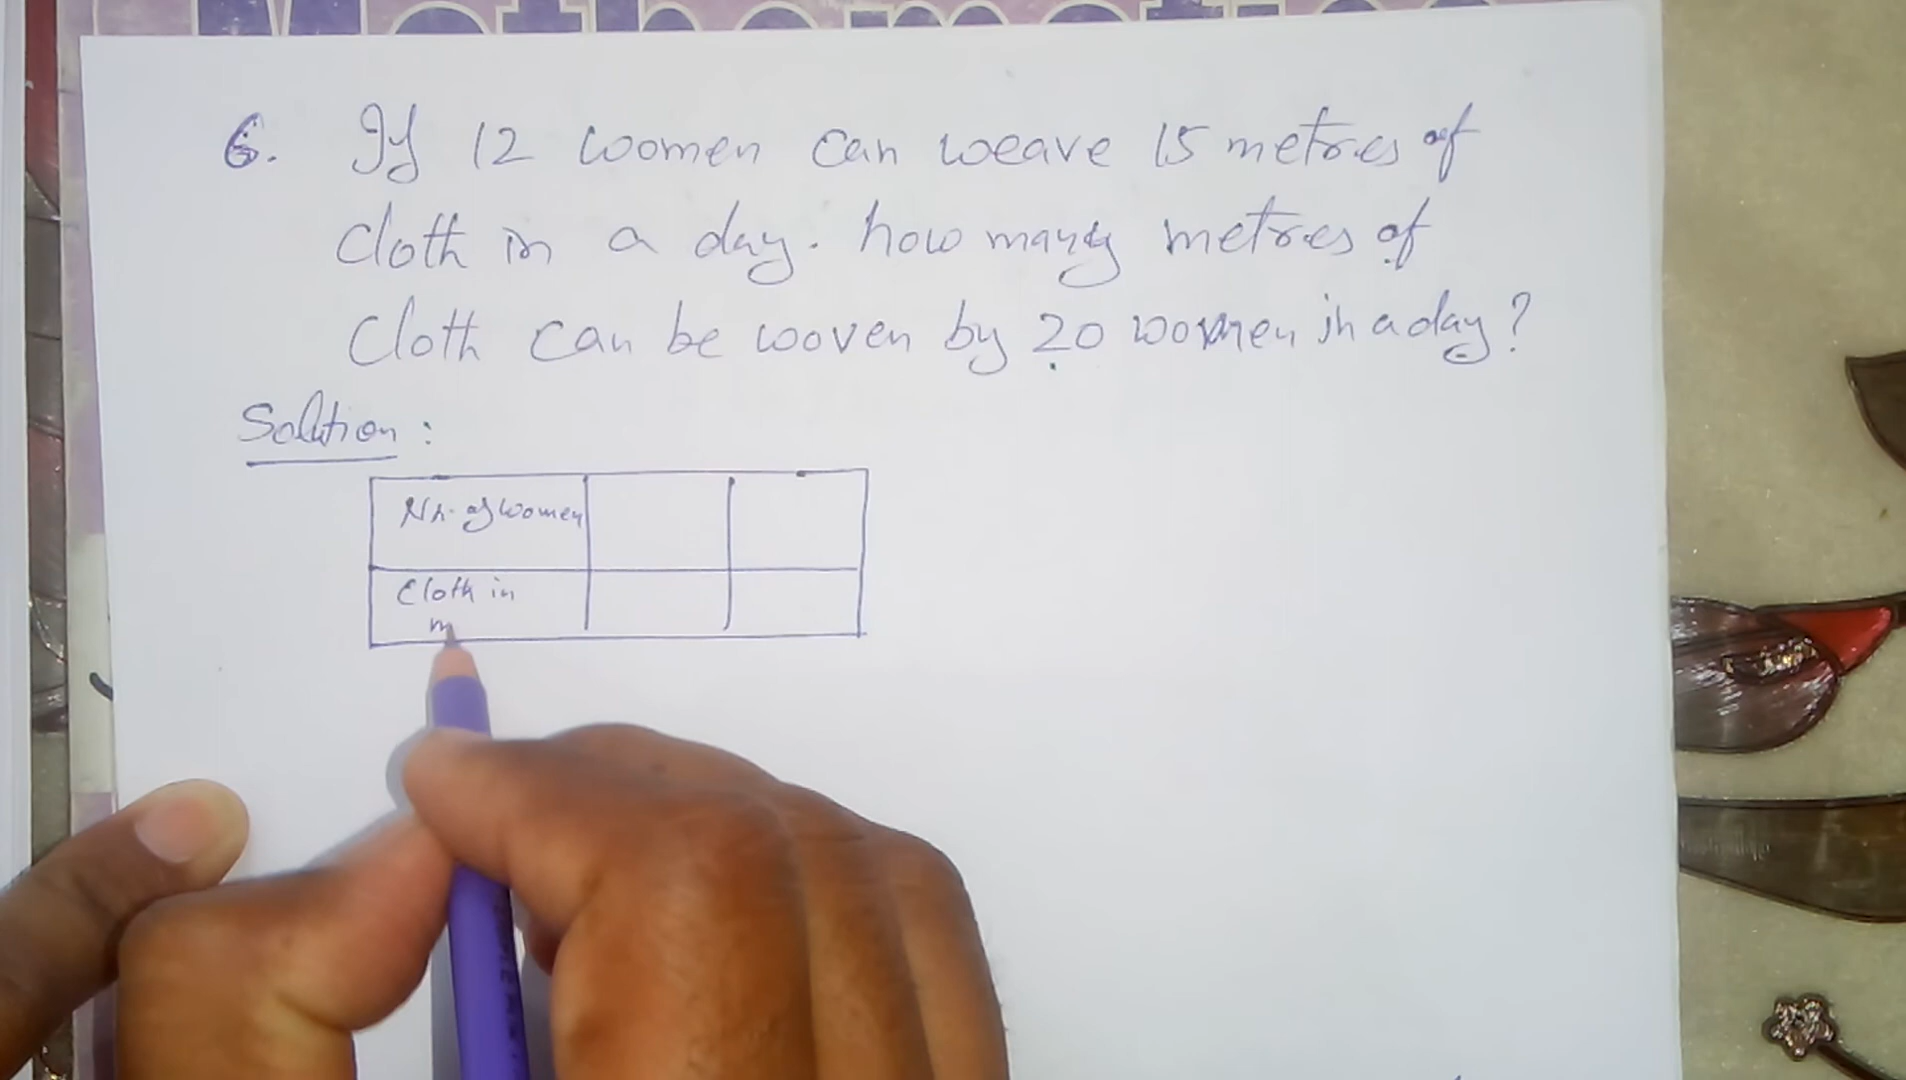 Mathematics
6. If 12 women can weave 15 metres of
cloth in a day. how many metres of
cloth can be woven by 20 women in a day?
Solution:
No. of women
Cloth in
m